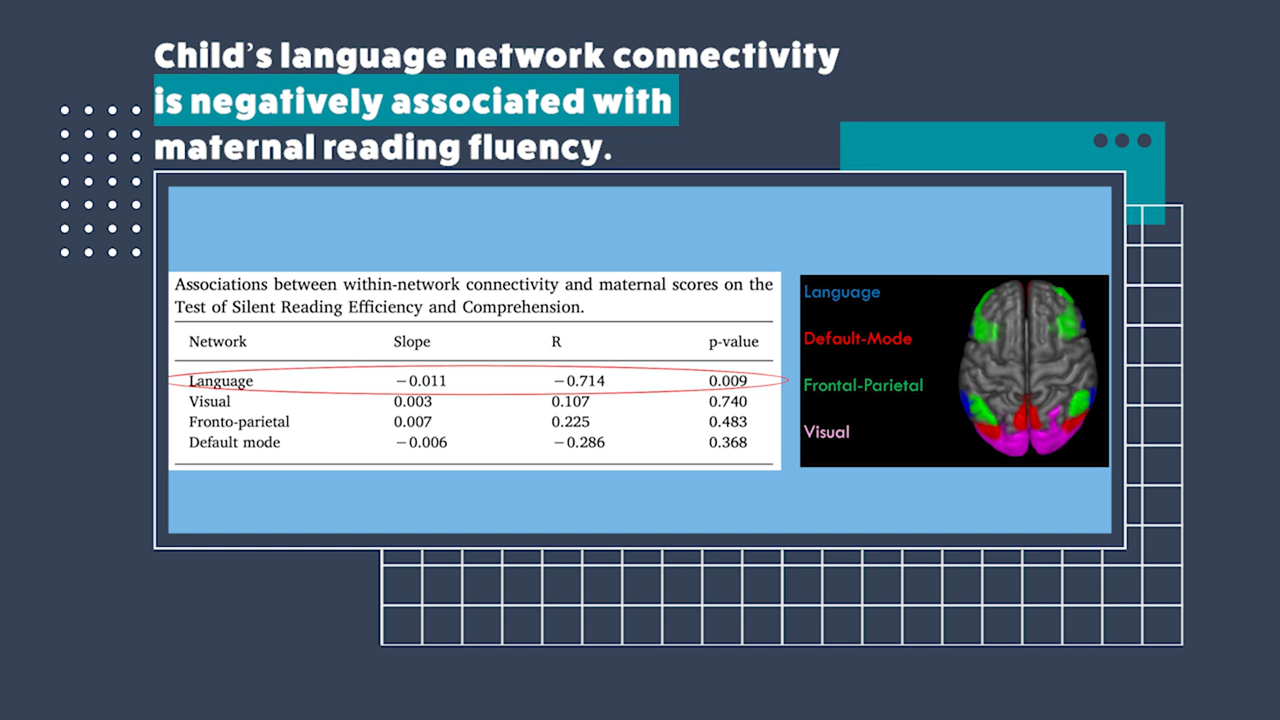 Child's language network connectivity
is negatively associated with
maternal reading fluency.
Associations between within-network connectivity and maternal scores on the
Test of Silent Reading Efficiency and Comprehension.
Network Slope R p-value
Language −0.011 −0.714 0.009
Visual 0.003 0.107 0.740
Fronto-parietal 0.007 0.225 0.483
Default mode −0.006 −0.286 0.368
Language
Default-Mode
Frontal-Parietal
Visual